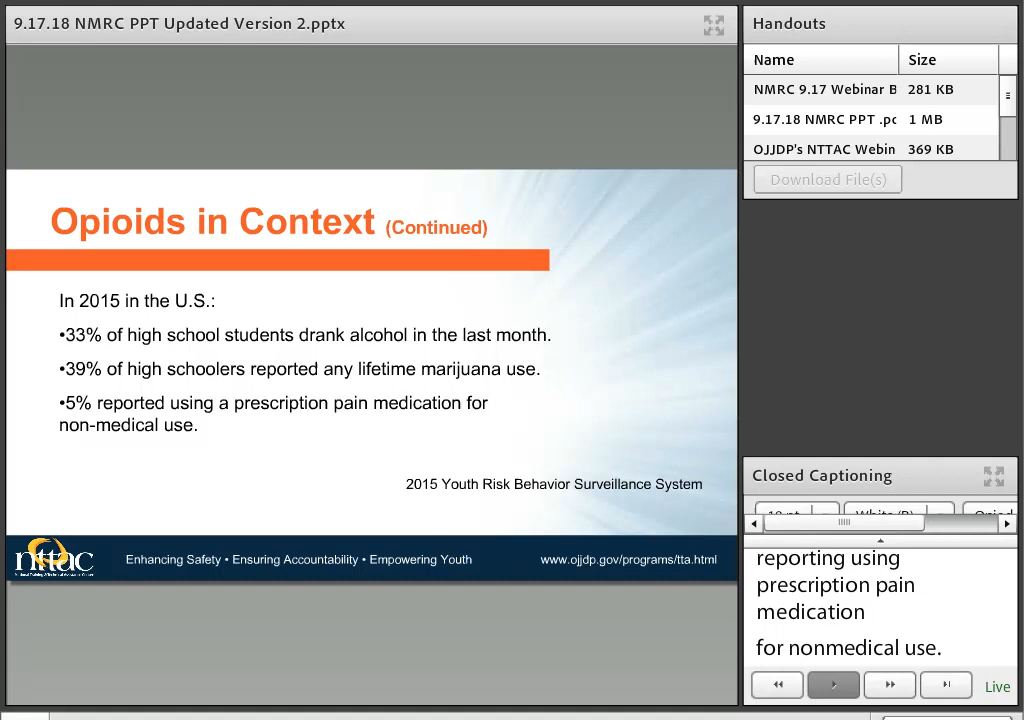 9.17.18 NMRC PPT Updated Version 2.pptx
Opioids in Context (Continued)
In 2015 in the U.S.:
•33% of high school students drank alcohol in the last month.
•39% of high schoolers reported any lifetime marijuana use.
•5% reported using a prescription pain medication for
non-medical use.
2015 Youth Risk Behavior Surveillance System
nttac
Enhancing Safety • Ensuring Accountability • Empowering Youth
www.ojjdp.gov/programs/tta.html
Handouts
Name Size
NMRC 9.17 Webinar B 281 KB
9.17.18 NMRC PPT .pc 1 MB
OJJDP's NTTAC Webin 369 KB
Download File(s)
Closed Captioning
reporting using
prescription pain
medication
for nonmedical use.
Live